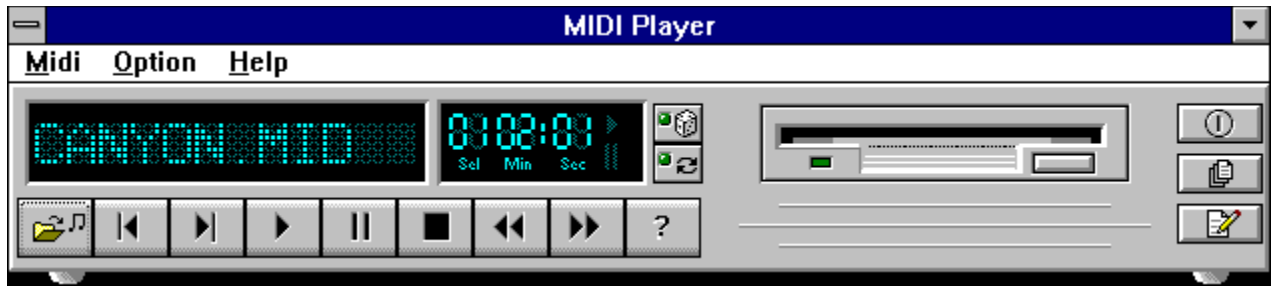 MIDI Player
Midi Option Help
CANYON.MID
01 02:01
Sel Min Sec
?